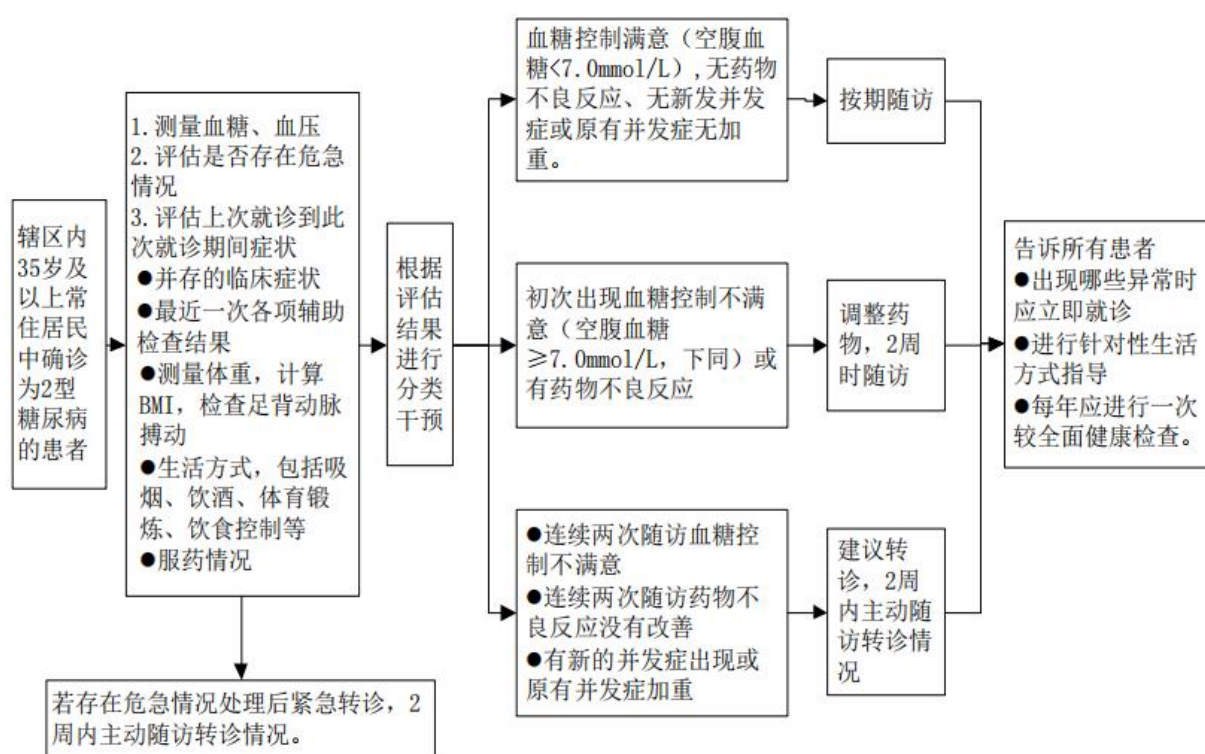 辖区内
35岁及
以上常
住居民
中确诊
为2型
糖尿病
的患者
1.测量血糖、血压
2.评估是否存在危急
情况
3.评估上次就诊到此
次就诊期间症状
●并存的临床症状
●最近一次各项辅助
检查结果
●测量体重，计算
BMI，检查足背动脉
搏动
●生活方式，包括吸
烟、饮酒、体育锻
炼、饮食控制等
●服药情况
若存在危急情况处理后紧急转诊，2
周内主动随访转诊情况。
根据
评估
结果
进行
分类
干预
血糖控制满意（空腹血
糖<7.0mmol/L）,无药物
不良反应、无新发并发
症或原有并发症无加
重。
按期随访
初次出现血糖控制不满
意（空腹血糖
≥7.0mmol/L，下同）或
有药物不良反应
调整药
物，2周
时随访
●连续两次随访血糖控
制不满意
●连续两次随访药物不
良反应没有改善
●有新的并发症出现或
原有并发症加重
建议转
诊，2周
内主动随
访转诊情
况
告诉所有患者
●出现哪些异常时
应立即就诊
●进行针对性生活
方式指导
●每年应进行一次
较全面健康检查。